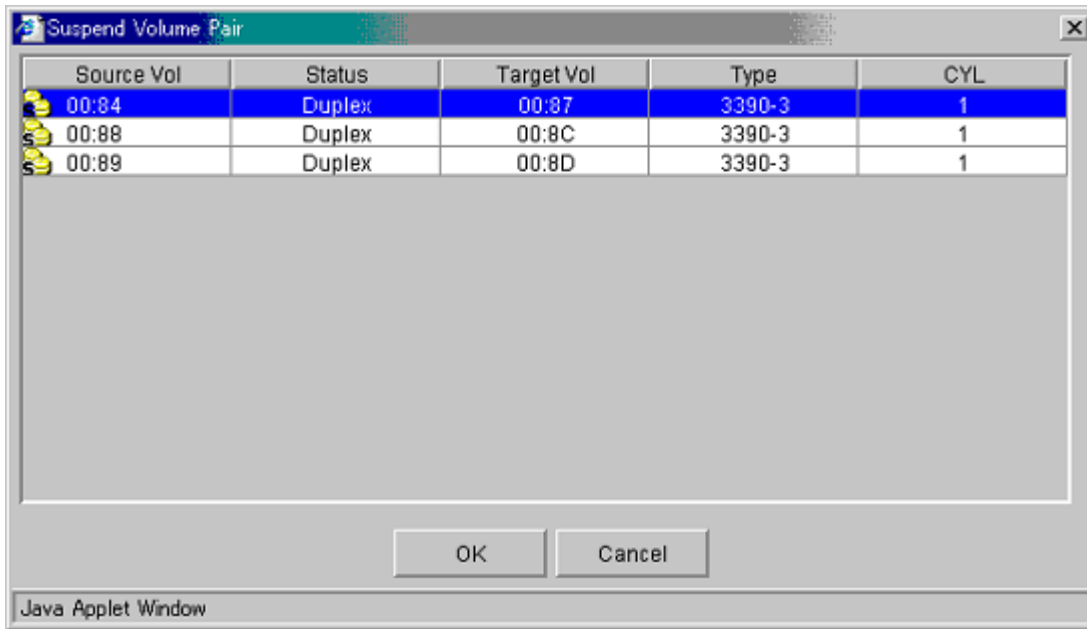 Suspend Volume Pair
Source Vol Status Target Vol Type CYL
S 00:84 Duplex 00:87 3390-3 1
S 00:88 Duplex 00:8C 3390-3 1
S 00:89 Duplex 00:8D 3390-3 1
OK Cancel
Java Applet Window